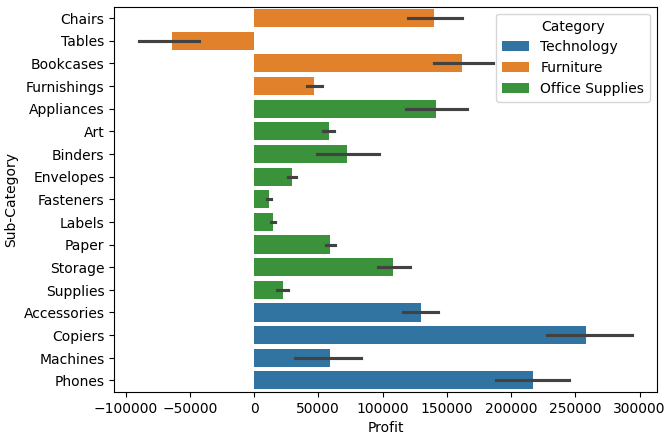 Chairs
Tables
Bookcases
Furnishings
Appliances
Art
Binders
Envelopes
Fasteners
Labels
Paper
Storage
Supplies
Accessories
Copiers
Machines
Phones
Sub-Category
Category
Technology
Furniture
Office Supplies
−100000 −50000 0 50000 100000 150000 200000 250000 300000
Profit